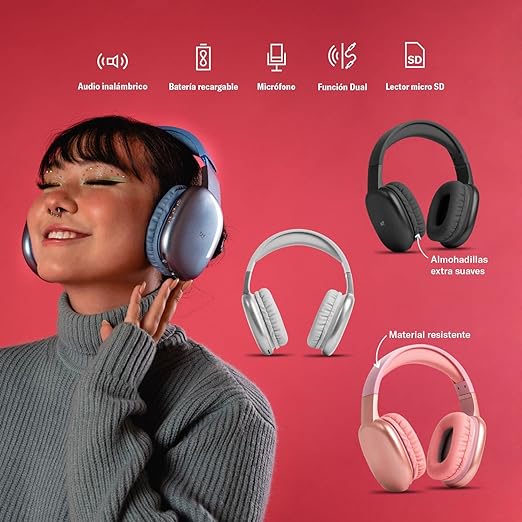 Audio inalámbrico
Batería recargable
Micrófono
Función Dual
SD
Lector micro SD
Almohadillas
extra suaves
Material resistente